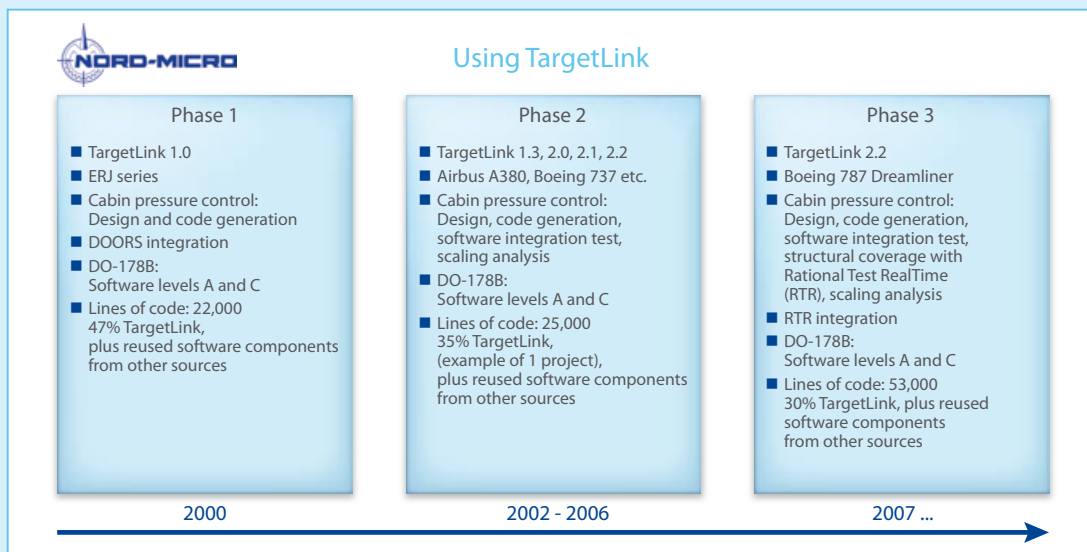 NORD-MICRO
Using TargetLink
Phase 1
■ TargetLink 1.0
■ ERJ series
■ Cabin pressure control:
Design and code generation
■ DOORS integration
■ DO-178B:
Software levels A and C
■ Lines of code: 22,000
47% TargetLink,
plus reused software components
from other sources
2000
Phase 2
■ TargetLink 1.3, 2.0, 2.1, 2.2
■ Airbus A380, Boeing 737 etc.
■ Cabin pressure control:
Design, code generation,
software integration test,
scaling analysis
■ DO-178B:
Software levels A and C
■ Lines of code: 25,000
35% TargetLink,
(example of 1 project),
plus reused software components
from other sources
2002 - 2006
Phase 3
■ TargetLink 2.2
■ Boeing 787 Dreamliner
■ Cabin pressure control:
Design, code generation,
software integration test,
structural coverage with
Rational Test RealTime
(RTR), scaling analysis
■ RTR integration
■ DO-178B:
Software levels A and C
■ Lines of code: 53,000
30% TargetLink, plus reused
software components
from other sources
2007 ...